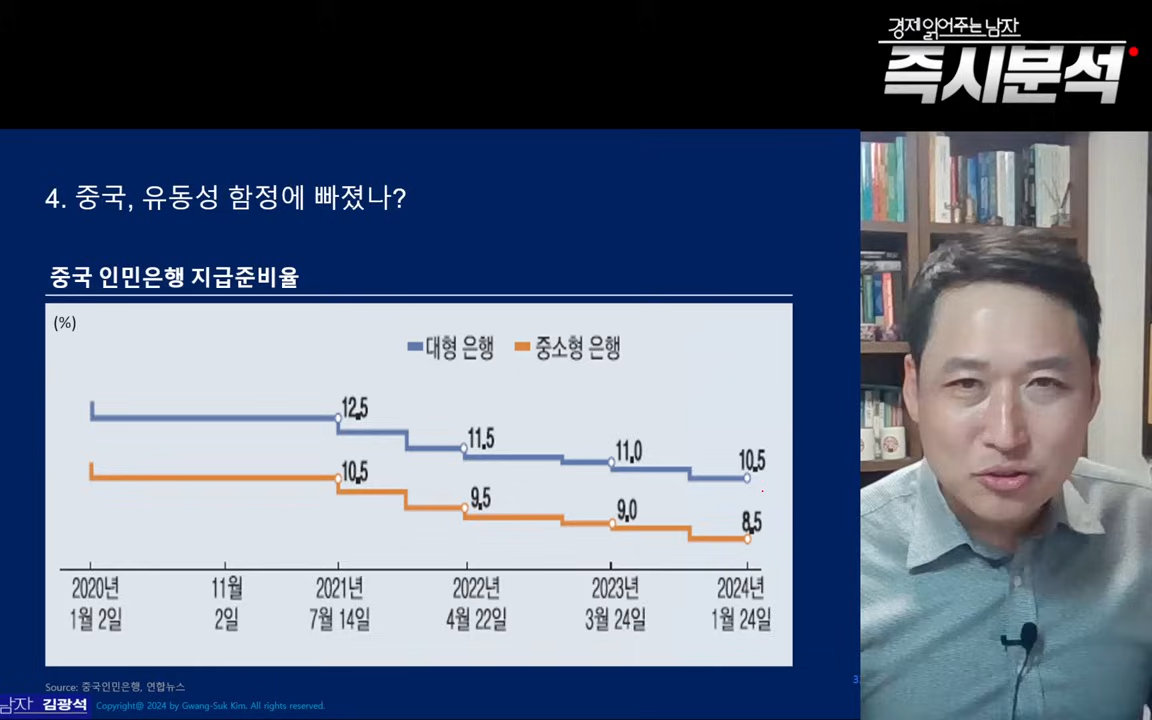 경제 읽어주는 남자
즉시분석
4. 중국, 유동성 함정에 빠졌나?
중국 인민은행 지급준비율
(%)
대형 은행 중소형 은행
12.5
11.5
11.0
10.5
10.5
9.5
9.0
8.5
2020년 11월 2021년 2022년 2023년 2024년
1월 2일 2일 7월 14일 4월 22일 3월 24일 1월 24일
Source: 중국인민은행, 연합뉴스
3
남자 김광석 Copyright@ 2024 by Gwang-Suk Kim. All rights reserved.